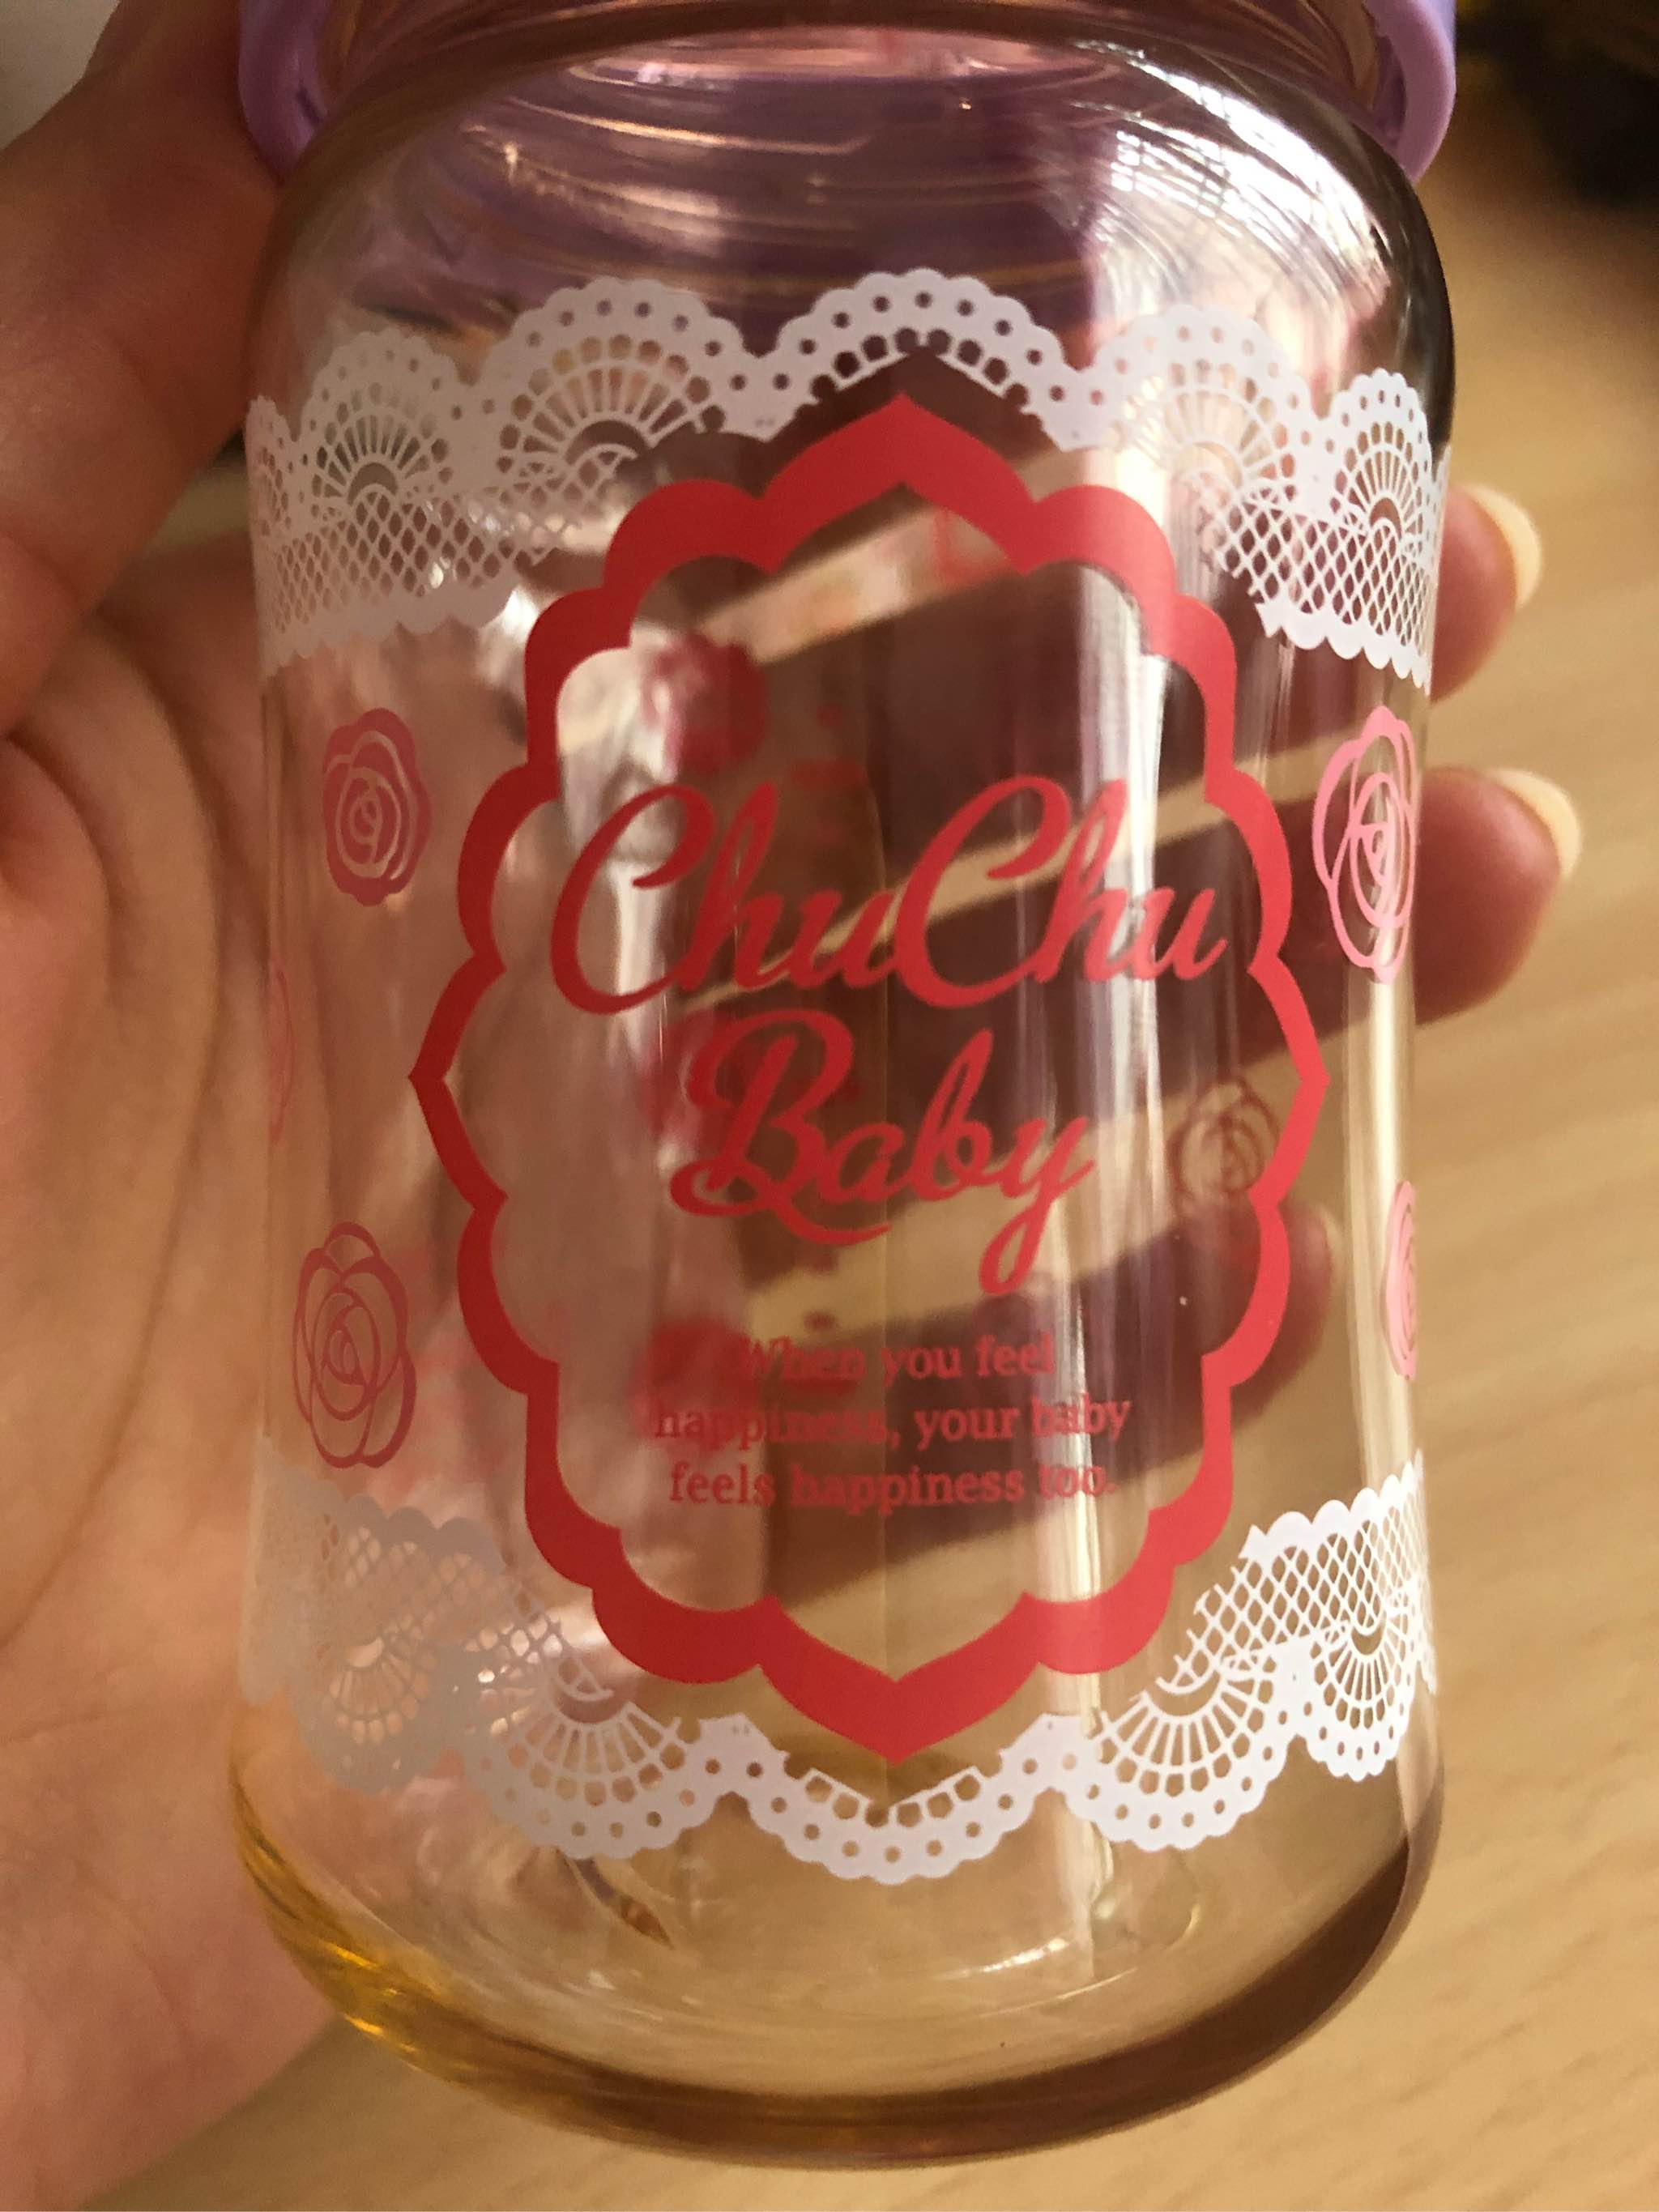 ChuChu
Baby
When you feel
happiness, your baby
feels happiness too.